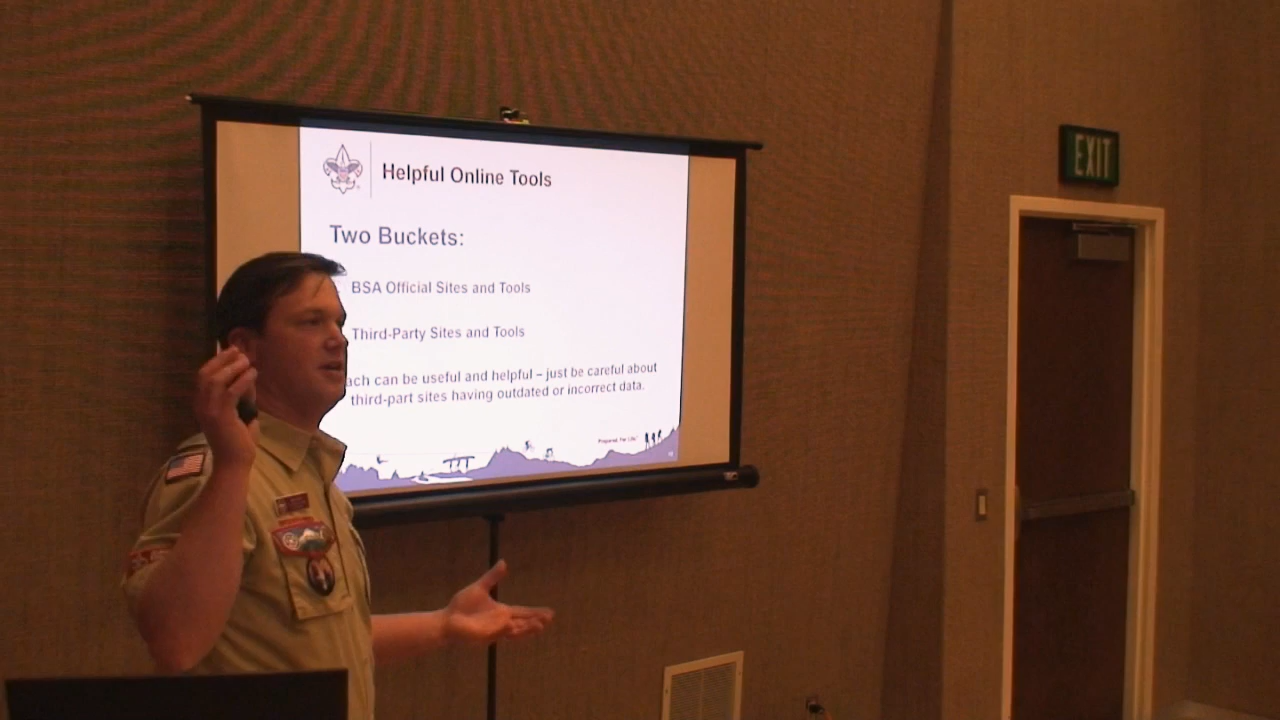 Helpful Online Tools
Two Buckets:
BSA Official Sites and Tools
Third-Party Sites and Tools
ach can be useful and helpful – just be careful about
third-part sites having outdated or incorrect data.
Prepared. For Life.™
EXIT